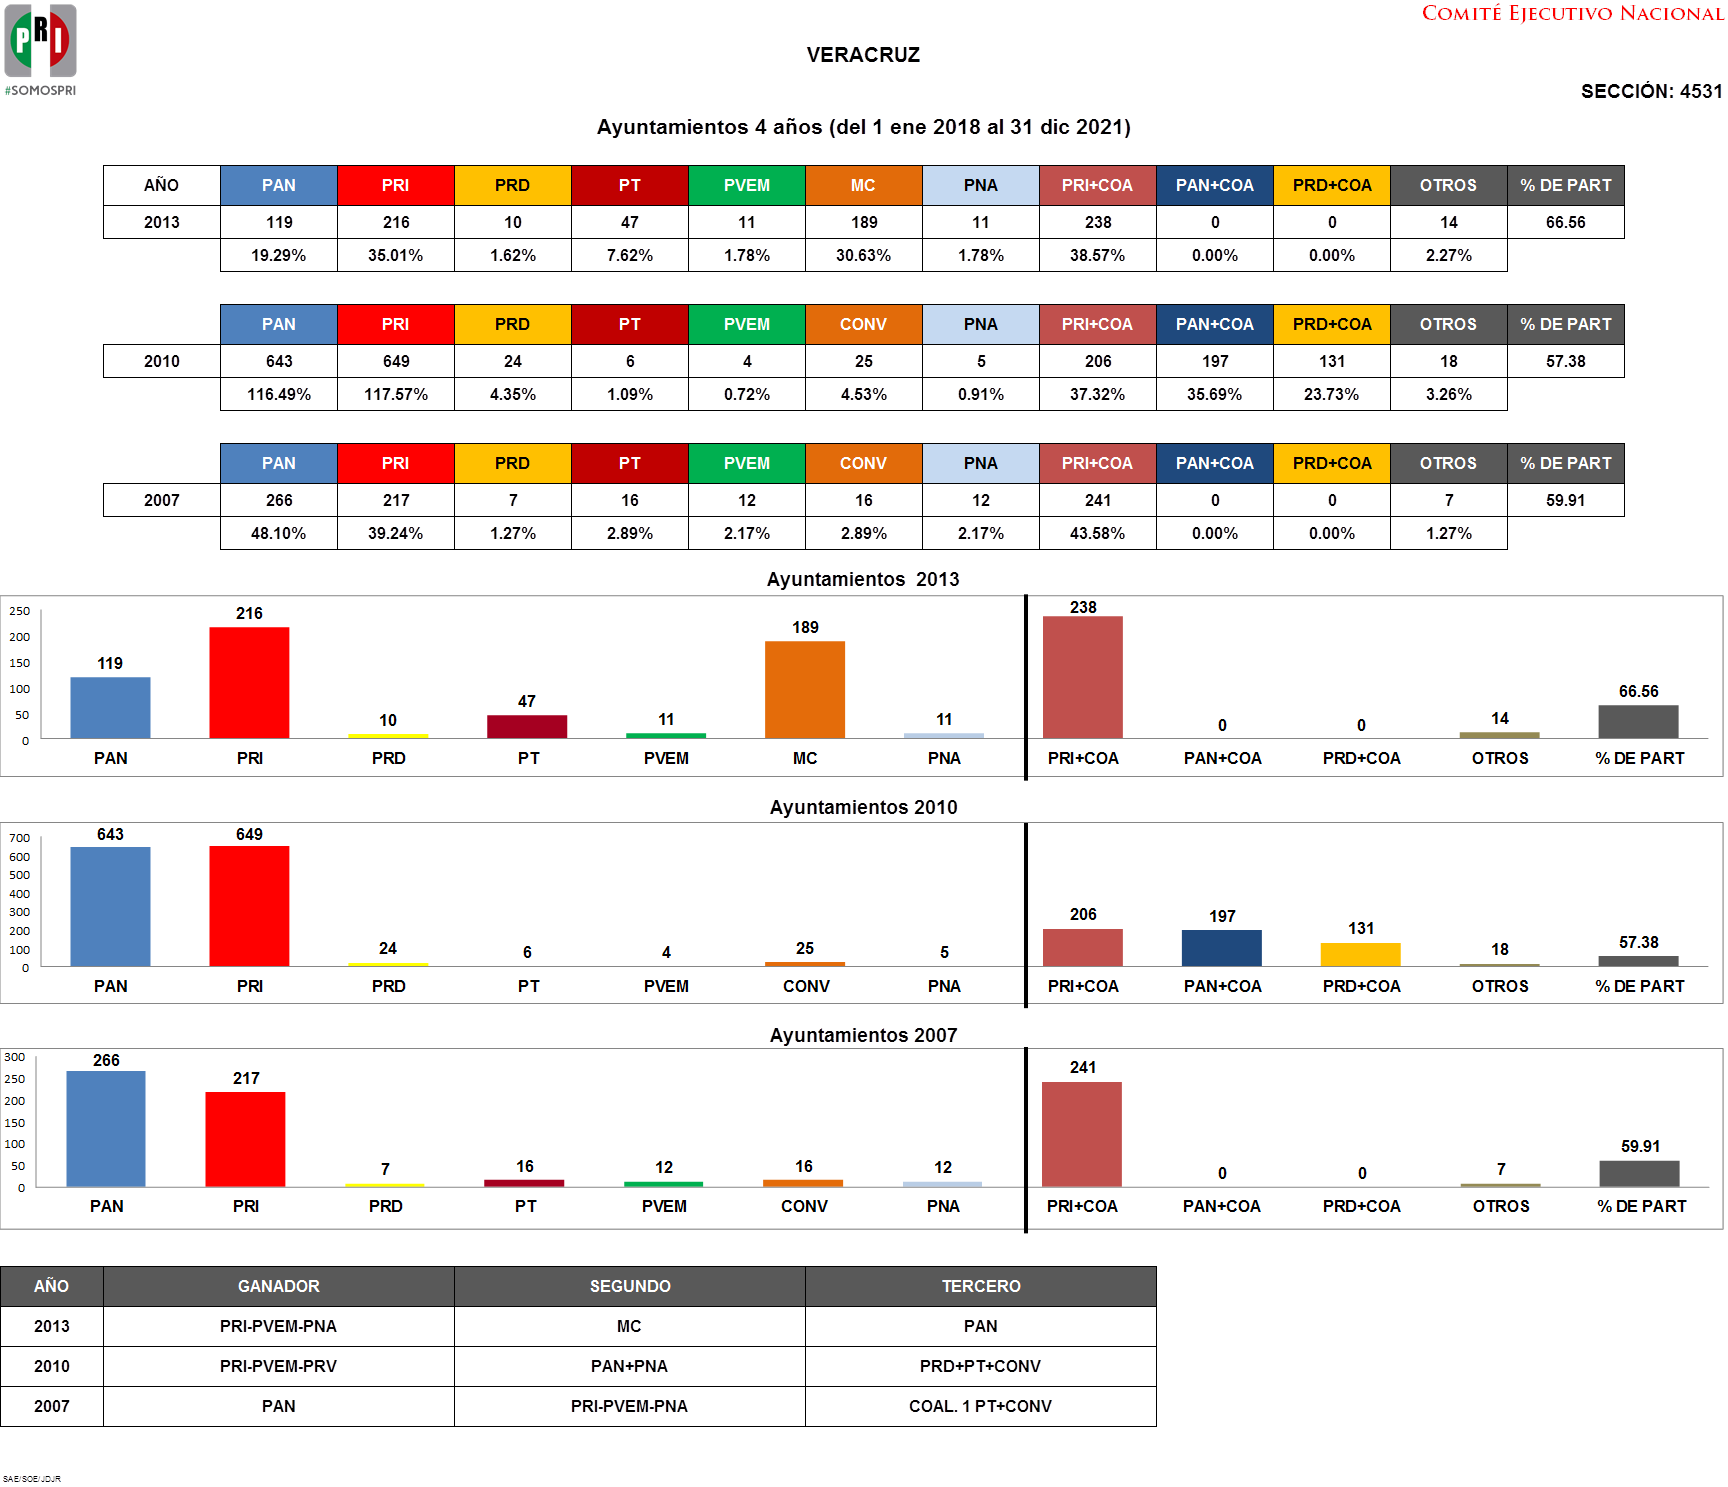 PRI
#SOMOSPRI
COMITÉ EJECUTIVO NACIONAL
VERACRUZ
SECCIÓN: 4531
Ayuntamientos 4 años (del 1 ene 2018 al 31 dic 2021)
AÑO PAN PRI PRD PT PVEM MC PNA PRI+COA PAN+COA PRD+COA OTROS % DE PART
2013 119 216 10 47 11 189 11 238 0 0 14 66.56
19.29% 35.01% 1.62% 7.62% 1.78% 30.63% 1.78% 38.57% 0.00% 0.00% 2.27%
PAN PRI PRD PT PVEM CONV PNA PRI+COA PAN+COA PRD+COA OTROS % DE PART
2010 643 649 24 6 4 25 5 206 197 131 18 57.38
116.49% 117.57% 4.35% 1.09% 0.72% 4.53% 0.91% 37.32% 35.69% 23.73% 3.26%
PAN PRI PRD PT PVEM CONV PNA PRI+COA PAN+COA PRD+COA OTROS % DE PART
2007 266 217 7 16 12 16 12 241 0 0 7 59.91
48.10% 39.24% 1.27% 2.89% 2.17% 2.89% 2.17% 43.58% 0.00% 0.00% 1.27%
Ayuntamientos 2013
250
200
150
100
50
0
119 216 10 47 11 189 11 238 0 0 14 66.56
PAN PRI PRD PT PVEM MC PNA PRI+COA PAN+COA PRD+COA OTROS % DE PART
Ayuntamientos 2010
700
600
500
400
300
200
100
0
643 649 24 6 4 25 5 206 197 131 18 57.38
PAN PRI PRD PT PVEM CONV PNA PRI+COA PAN+COA PRD+COA OTROS % DE PART
Ayuntamientos 2007
300
250
200
150
100
50
0
266 217 7 16 12 16 12 241 0 0 7 59.91
PAN PRI PRD PT PVEM CONV PNA PRI+COA PAN+COA PRD+COA OTROS % DE PART
AÑO GANADOR SEGUNDO TERCERO
2013 PRI-PVEM-PNA MC PAN
2010 PRI-PVEM-PRV PAN+PNA PRD+PT+CONV
2007 PAN PRI-PVEM-PNA COAL. 1 PT+CONV
SAE/SOE/JDJR